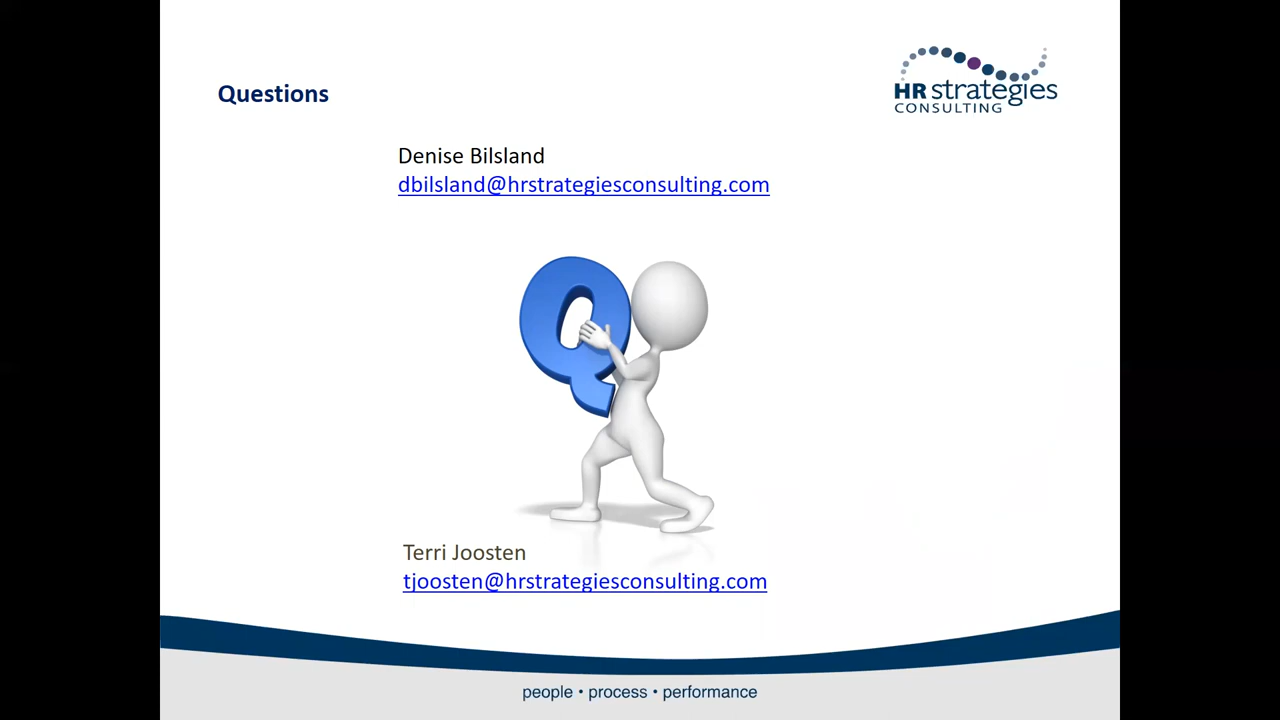 Questions
HR strategies
CONSULTING
Denise Bilsland
dbilsland@hrstrategiesconsulting.com
Q
Terri Joosten
tjoosten@hrstrategiesconsulting.com
people • process • performance